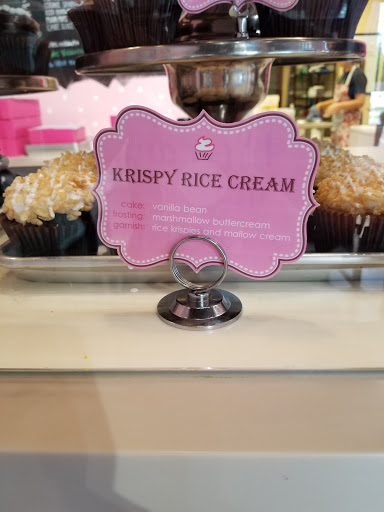 KRISPY RICE CREAM
cake: vanilla bean
frosting: marshmallow buttercream
garnish: rice krispies and mallow cream